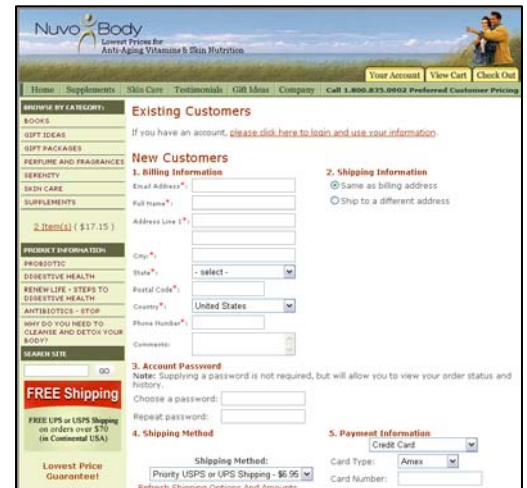 Nuvo Body
Lowest Prices for
Anti-Aging Vitamins & Skin Nutrition
Your Account View Cart Check Out
Home Supplements Skin Care Testimonials Gift Ideas Company Call 1.800.835.0902 Preferred Customer Pricing
BROWSE BY CATEGORY:
BOOKS
GIFT IDEAS
GIFT PACKAGES
PERFUME AND FRAGRANCES
SERENITY
SKIN CARE
SUPPLEMENTS
2 Item(s) ( $17.15 )
PRODUCT INFORMATION
PROBIOTIC
DIGESTIVE HEALTH
RENEW LIFE - STEPS TO
DIGESTIVE HEALTH
ANTIBIOTICS - STOP
WHY DO YOU NEED TO
CLEANSE AND DETOX YOUR
BODY?
SEARCH SITE
GO
FREE Shipping
FREE UPS or USPS Shipping
on orders over $70
(in Continental USA)
Lowest Price
Guarantee!
Existing Customers
If you have an account, please click here to login and use your information.
New Customers
1. Billing Information
Email Address*:
Full Name*:
Address Line 1*:
City*:
State*: - select -
Postal Code*:
Country*: United States
Phone Number*:
Comments:
2. Shipping Information
Same as billing address
Ship to a different address
3. Account Password
Note: Supplying a password is not required, but will allow you to view your order status and
history.
Choose a password:
Repeat password:
4. Shipping Method
Shipping Method:
Priority USPS or UPS Shipping - $6.95
Refresh Shipping Options And Amounts
5. Payment Information
Credit Card
Card Type: Amex
Card Number: